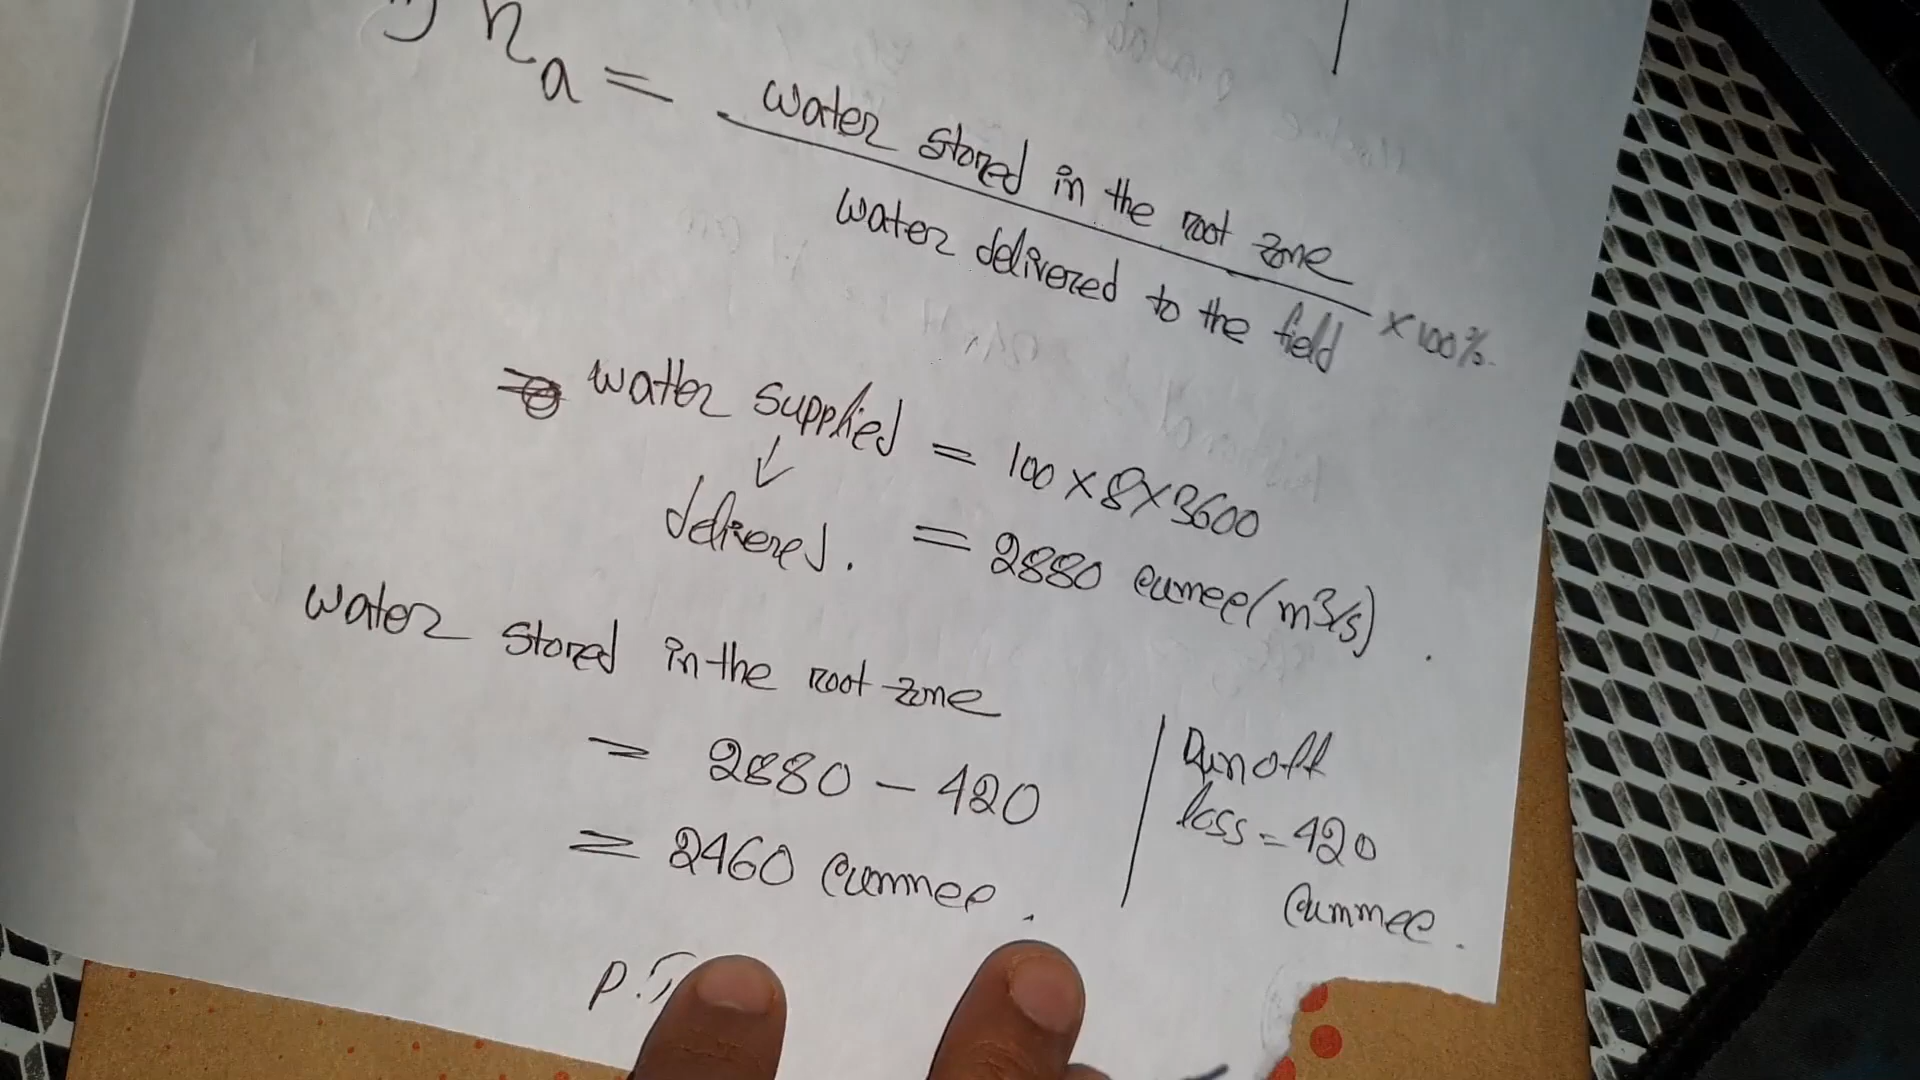 η a =
water stored in the root zone
water delivered to the field × 100%.
water supplied = 100 × 8 × 3600
↓
delivered. = 2880 cumec (m3/s).
water stored in the root zone
= 2880 - 420
= 2460 cummec.
Runoff
loss = 420
cummec.
P.T